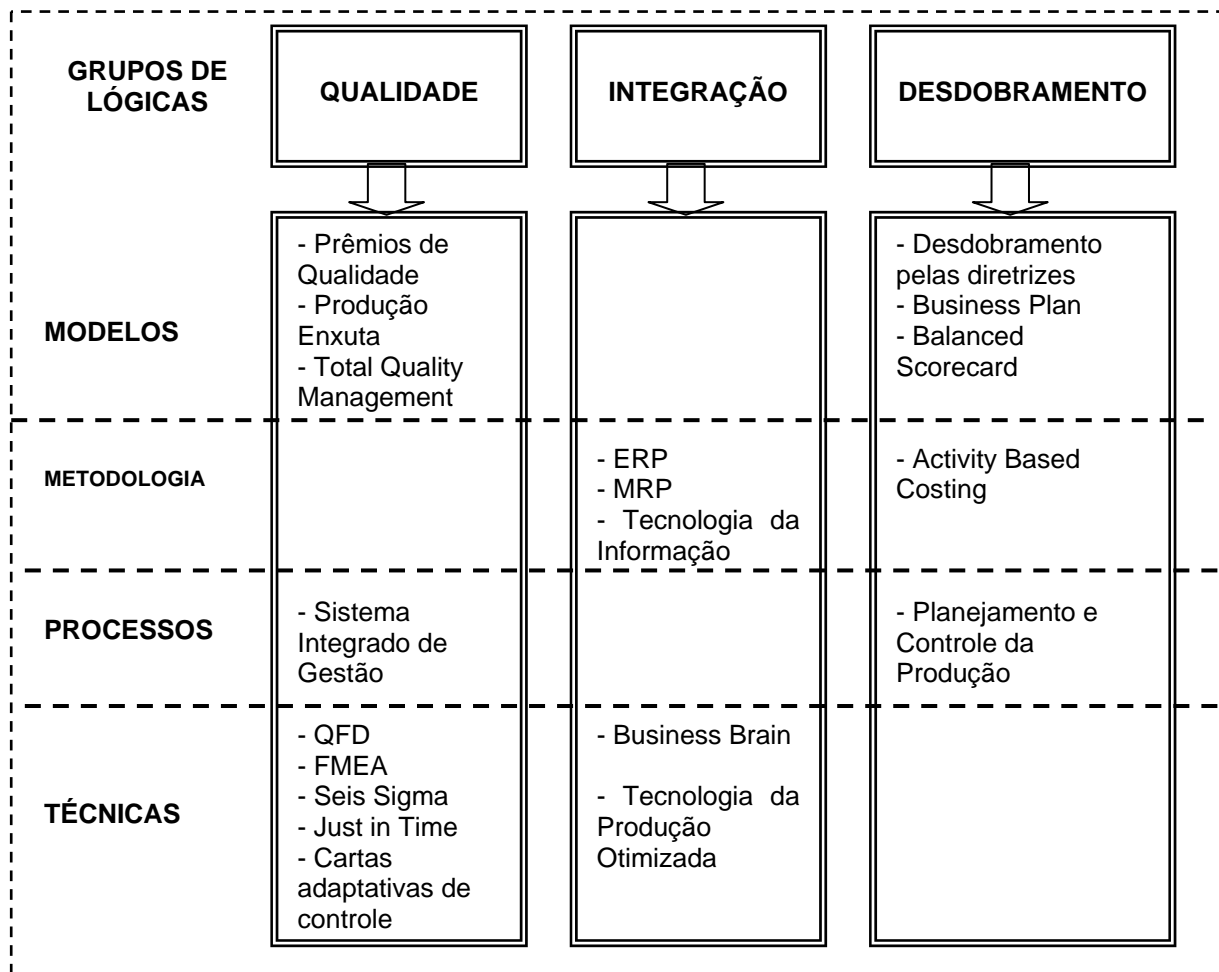 GRUPOS DE
LÓGICAS
QUALIDADE
INTEGRAÇÃO
DESDOBRAMENTO
MODELOS
- Prêmios de
Qualidade
- Produção
Enxuta
- Total Quality
Management
- Desdobramento
pelas diretrizes
- Business Plan
- Balanced
Scorecard
METODOLOGIA
- ERP
- MRP
- Tecnologia da
Informação
- Activity Based
Costing
PROCESSOS
- Sistema
Integrado de
Gestão
- Planejamento e
Controle da
Produção
TÉCNICAS
- QFD
- FMEA
- Seis Sigma
- Just in Time
- Cartas
adaptativas de
controle
- Business Brain
- Tecnologia da
Produção
Otimizada